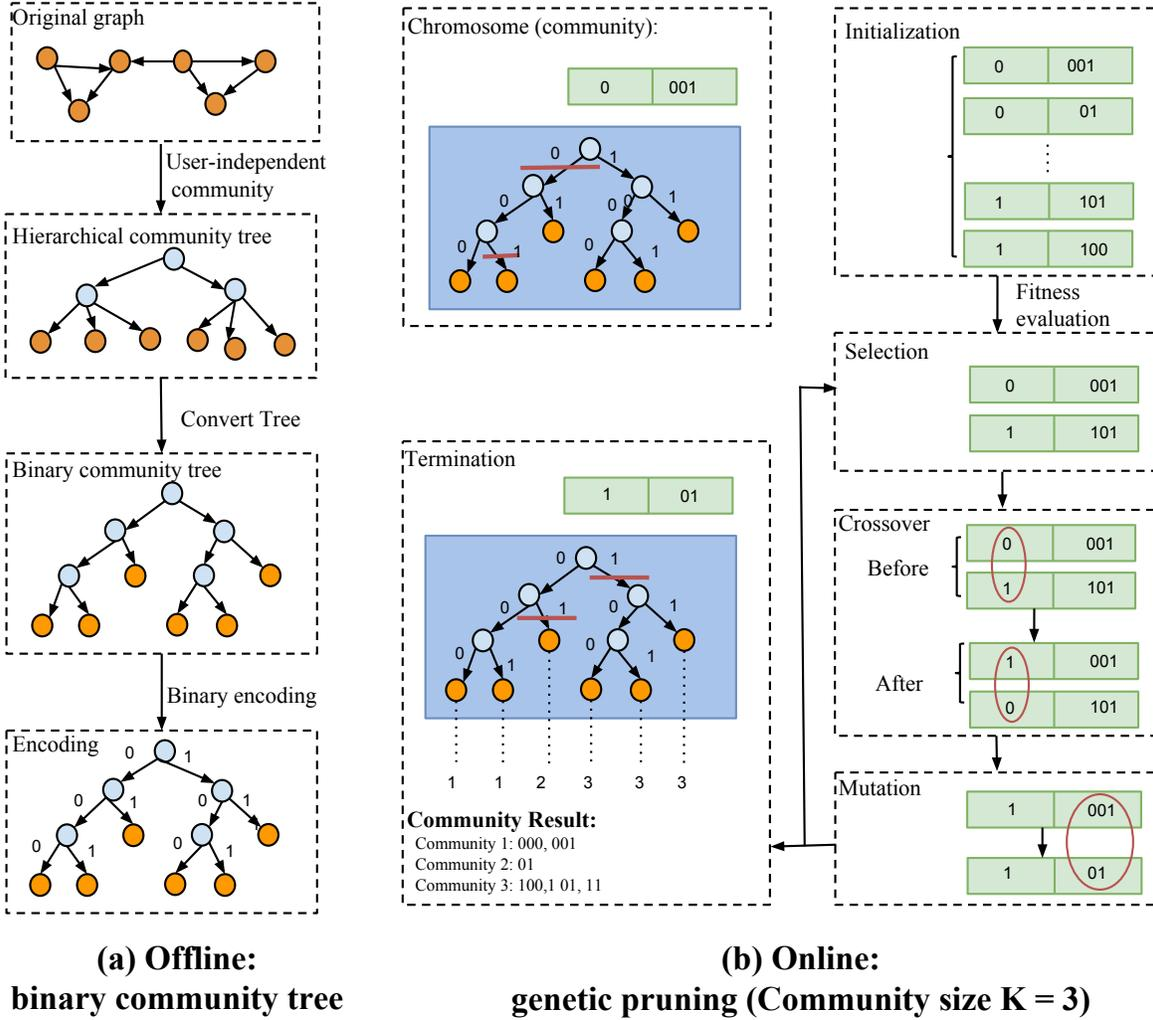 Original graph
User-independent
community
Hierarchical community tree
Convert Tree
Binary community tree
Binary encoding
Encoding
0 1
0 1 0 1
0 1 0 1
(a) Offline:
binary community tree
Chromosome (community):
0 001
0 1
0 1 0 0 1
0 1 0 1
Termination
1 01
0 1
0 1 0 1
0 1 0 1
1 1 2 3 3 3
Community Result:
Community 1: 000, 001
Community 2: 01
Community 3: 100,1 01, 11
Initialization
0 001
0 01
1 101
1 100
Fitness
evaluation
Selection
0 001
1 101
Crossover
Before
0 001
1 101
After
1 001
0 101
Mutation
1 001
1 01
(b) Online:
genetic pruning (Community size K = 3)